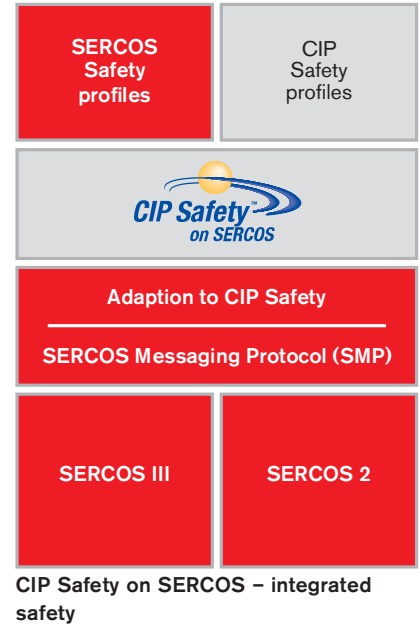 SERCOS
Safety
profiles
CIP
Safety
profiles
CIP Safety™
on SERCOS
Adaption to CIP Safety
SERCOS Messaging Protocol (SMP)
SERCOS III
SERCOS 2
CIP Safety on SERCOS – integrated
safety